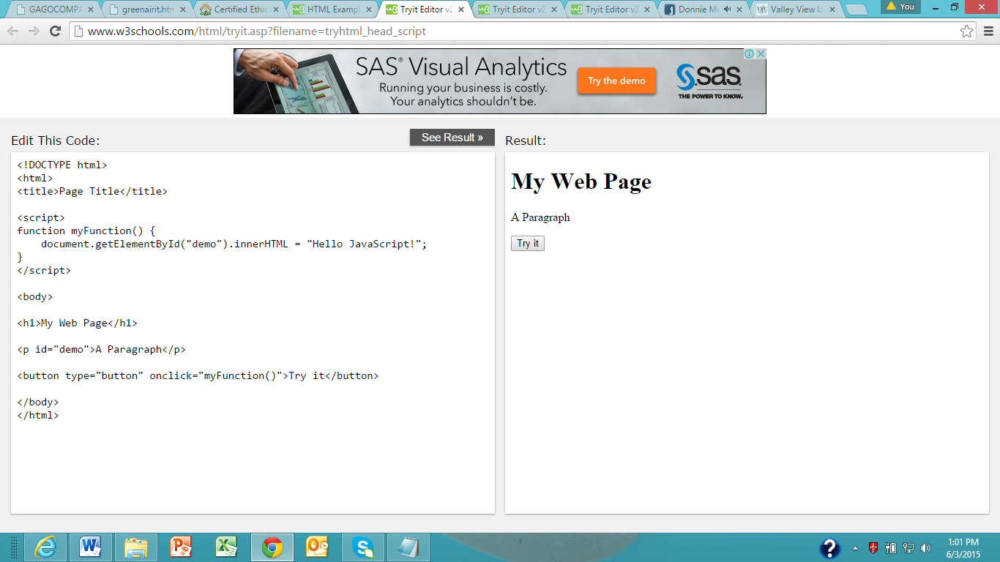 GAGOCOMPA
greenairit.htm
Certified Ethic
HTML Exampl
Tryit Editor v2
Tryit Editor v2
Tryit Editor v2
Donnie M
Valley View U
You
www.w3schools.com/html/tryit.asp?filename=tryhtml_head_script
SAS® Visual Analytics
Running your business is costly.
Your analytics shouldn't be.
Try the demo
sas
THE POWER TO KNOW.
Edit This Code:
See Result »
Result:
<!DOCTYPE html>
<html>
<title>Page Title</title>
<script>
function myFunction() {
    document.getElementById("demo").innerHTML = "Hello JavaScript!";
}
</script>
<body>
<h1>My Web Page</h1>
<p id="demo">A Paragraph</p>
<button type="button" onclick="myFunction()">Try it</button>
</body>
</html>
My Web Page
A Paragraph
Try it
1:01 PM
6/3/2015